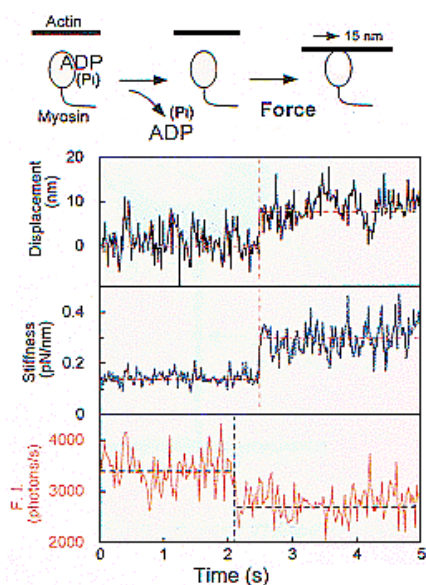 Actin
→ 15 nm
ADP
(Pi)
Myosin
(Pi)
ADP
Force
Displacement
(nm)
20
10
0
Stiffness
(pN/nm)
0.4
0.2
0
F. I.
(photons/s)
4000
3000
2000
0 1 2 3 4 5
Time (s)